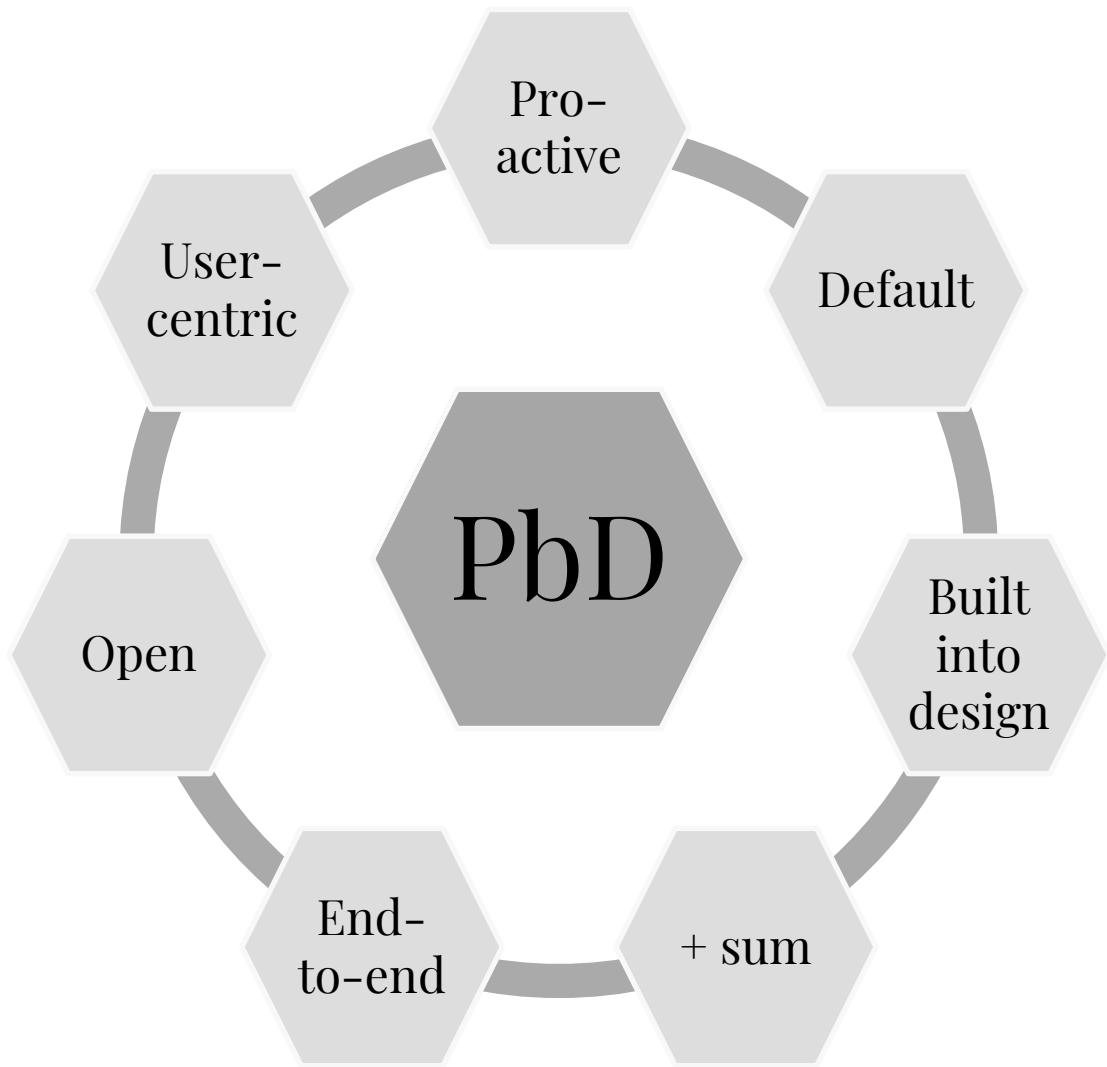 Pro-
active
Default
Built
into
design
+ sum
End-
to-end
Open
User-
centric
PbD